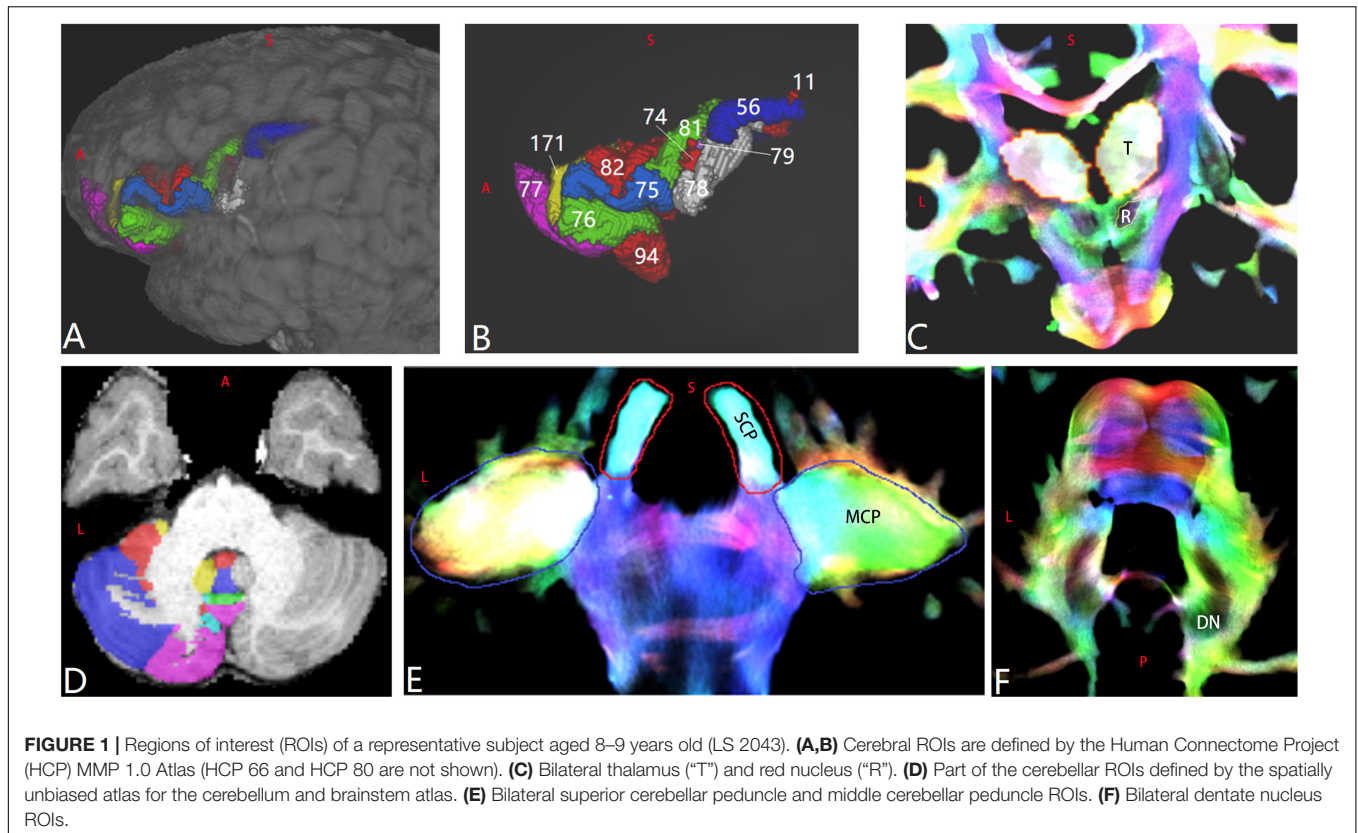 S
A
A
S
A
171
77
82
76
74
75
94
81
78
56
79
11
B
S
L
T
R
C
A
L
D
S
L
SCP
MCP
E
L
DN
P
F
FIGURE 1 | Regions of interest (ROIs) of a representative subject aged 8–9 years old (LS 2043). (A,B) Cerebral ROIs are defined by the Human Connectome Project
(HCP) MMP 1.0 Atlas (HCP 66 and HCP 80 are not shown). (C) Bilateral thalamus (“T”) and red nucleus (“R”). (D) Part of the cerebellar ROIs defined by the spatially
unbiased atlas for the cerebellum and brainstem atlas. (E) Bilateral superior cerebellar peduncle and middle cerebellar peduncle ROIs. (F) Bilateral dentate nucleus
ROIs.